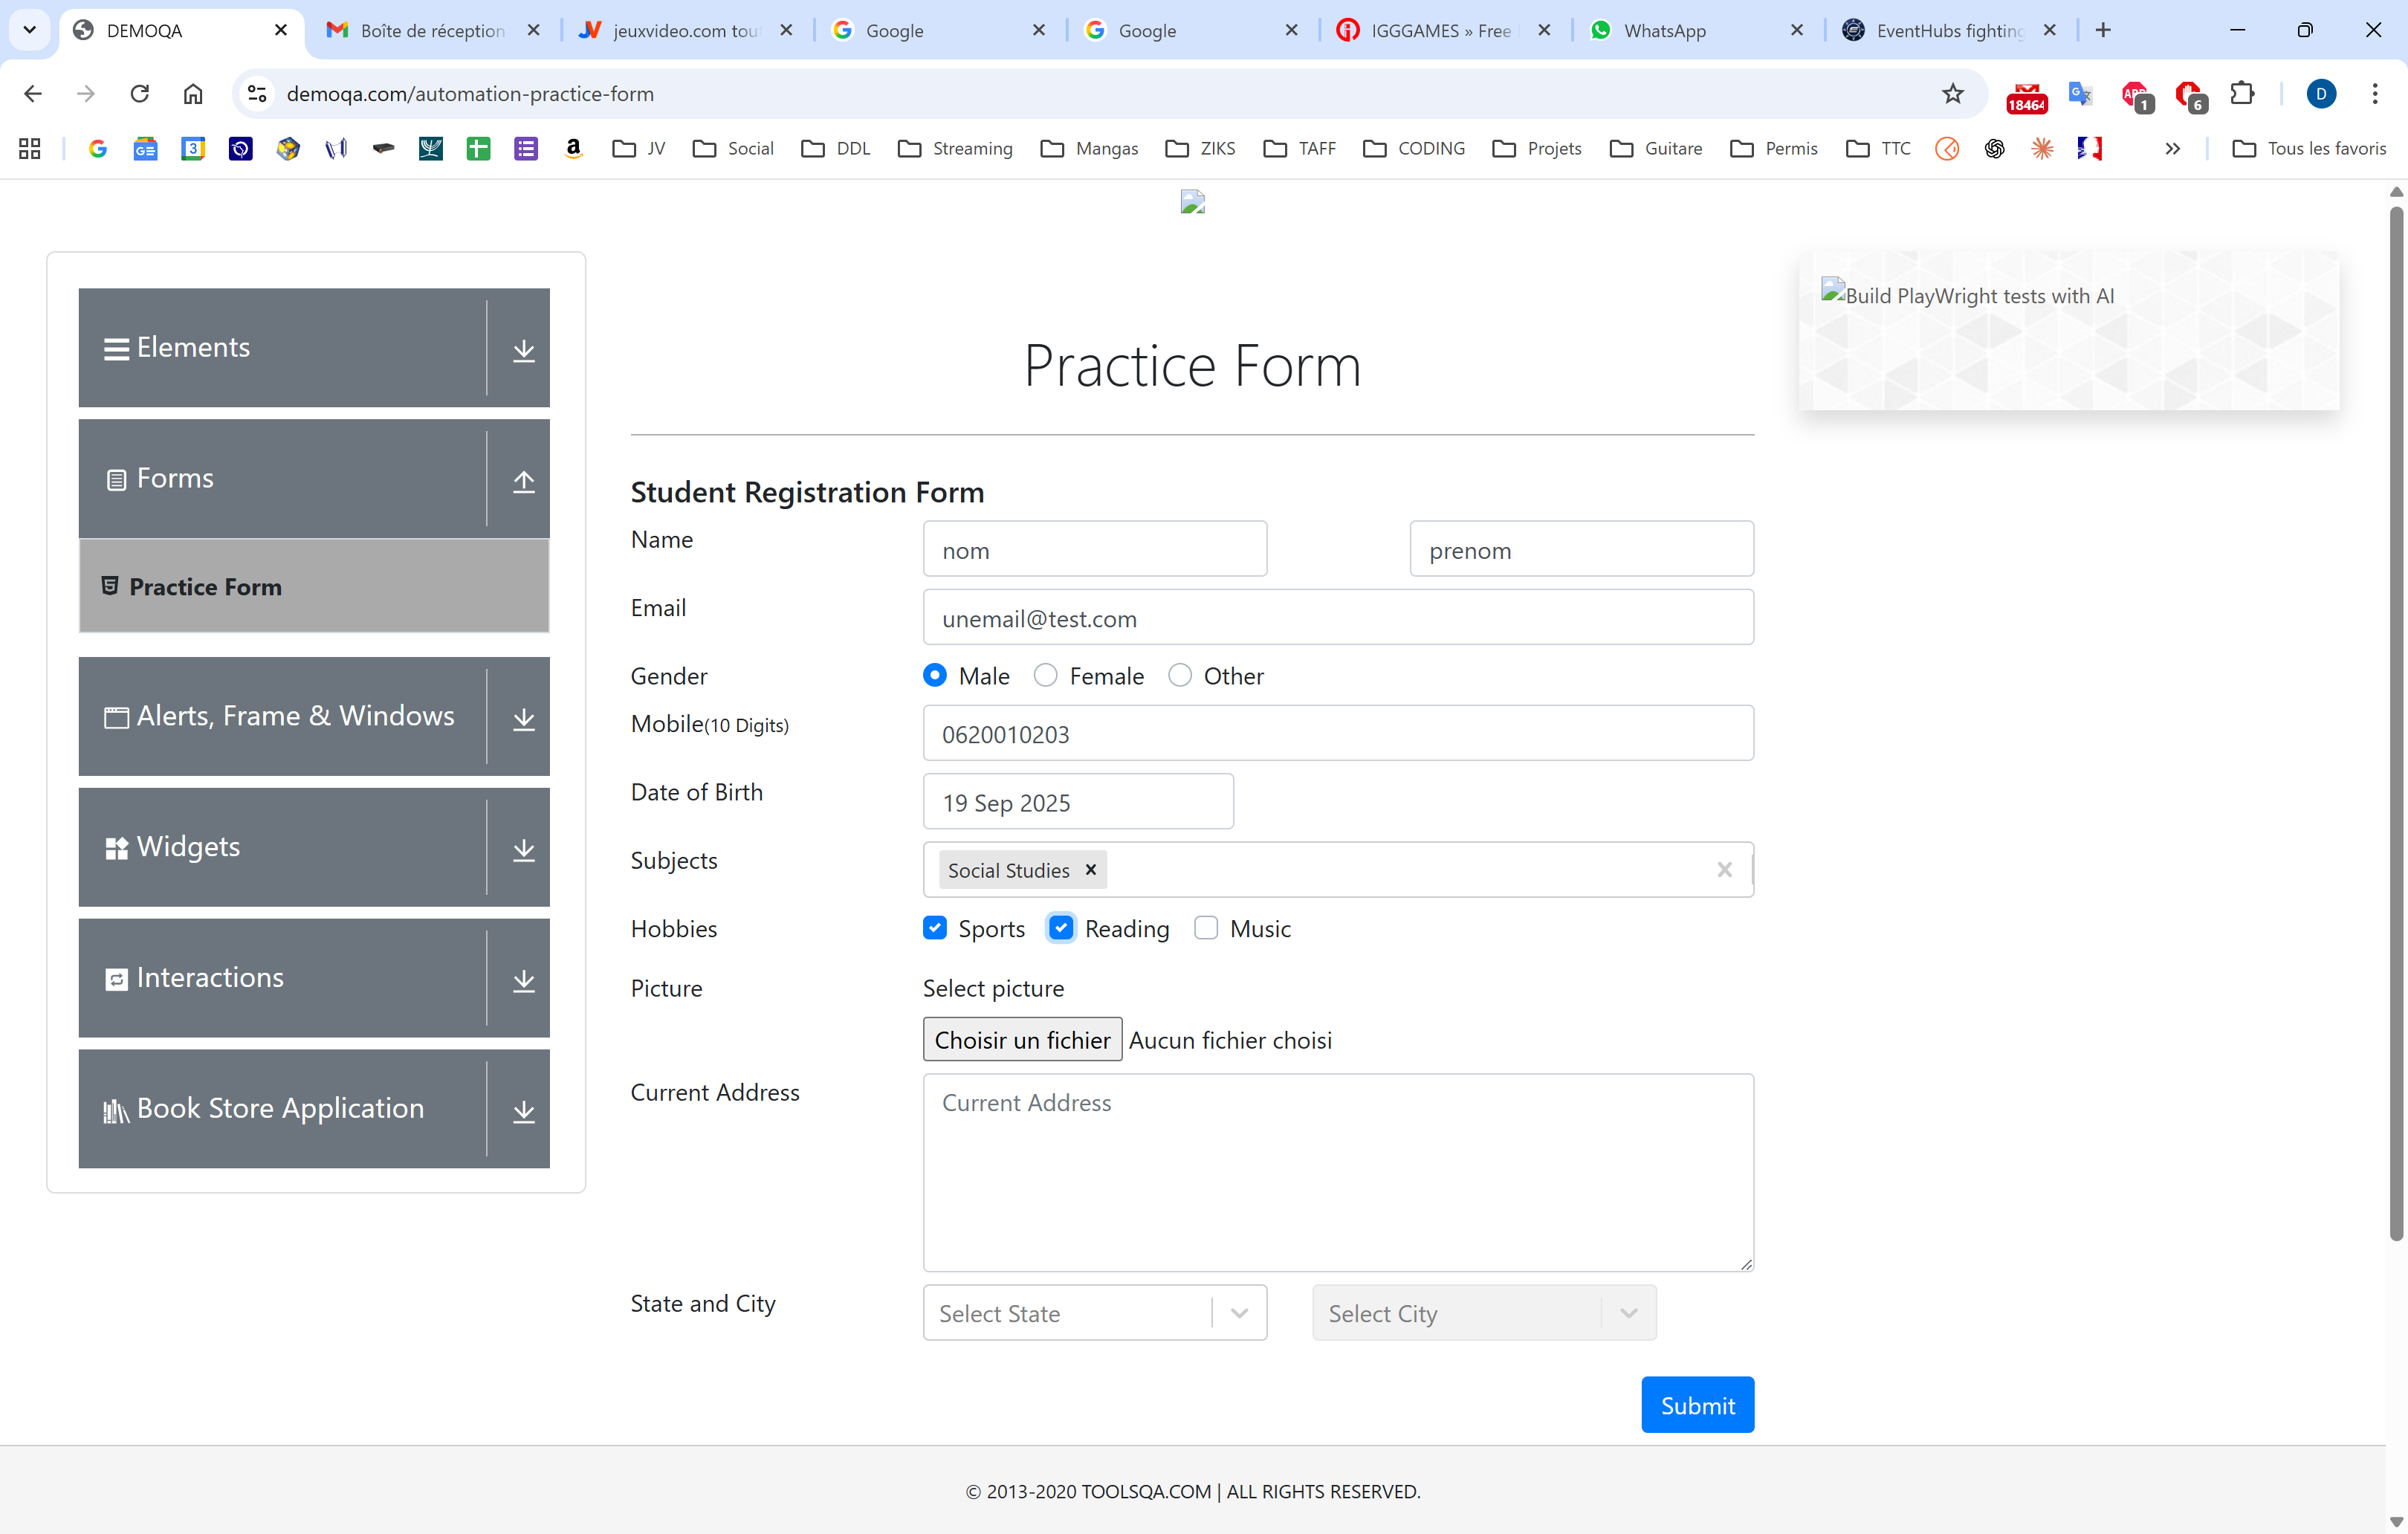 DEMOQA
Boîte de réception
jeuxvideo.com tou
Google
Google
IGGGAMES » Free
WhatsApp
EventHubs fighting
demoqa.com/automation-practice-form
18464
1
6
D
JV
Social
DDL
Streaming
Mangas
ZIKS
TAFF
CODING
Projets
Guitare
Permis
TTC
Tous les favoris
Elements
Forms
Practice Form
Alerts, Frame & Windows
Widgets
Interactions
Book Store Application
Practice Form
Student Registration Form
Name
nom
prenom
Email
unemail@test.com
Gender
Male
Female
Other
Mobile(10 Digits)
0620010203
Date of Birth
19 Sep 2025
Subjects
Social Studies
Hobbies
Sports
Reading
Music
Picture
Select picture
Choisir un fichier
Aucun fichier choisi
Current Address
Current Address
State and City
Select State
Select City
Submit
Build PlayWright tests with AI
© 2013-2020 TOOLSQA.COM | ALL RIGHTS RESERVED.